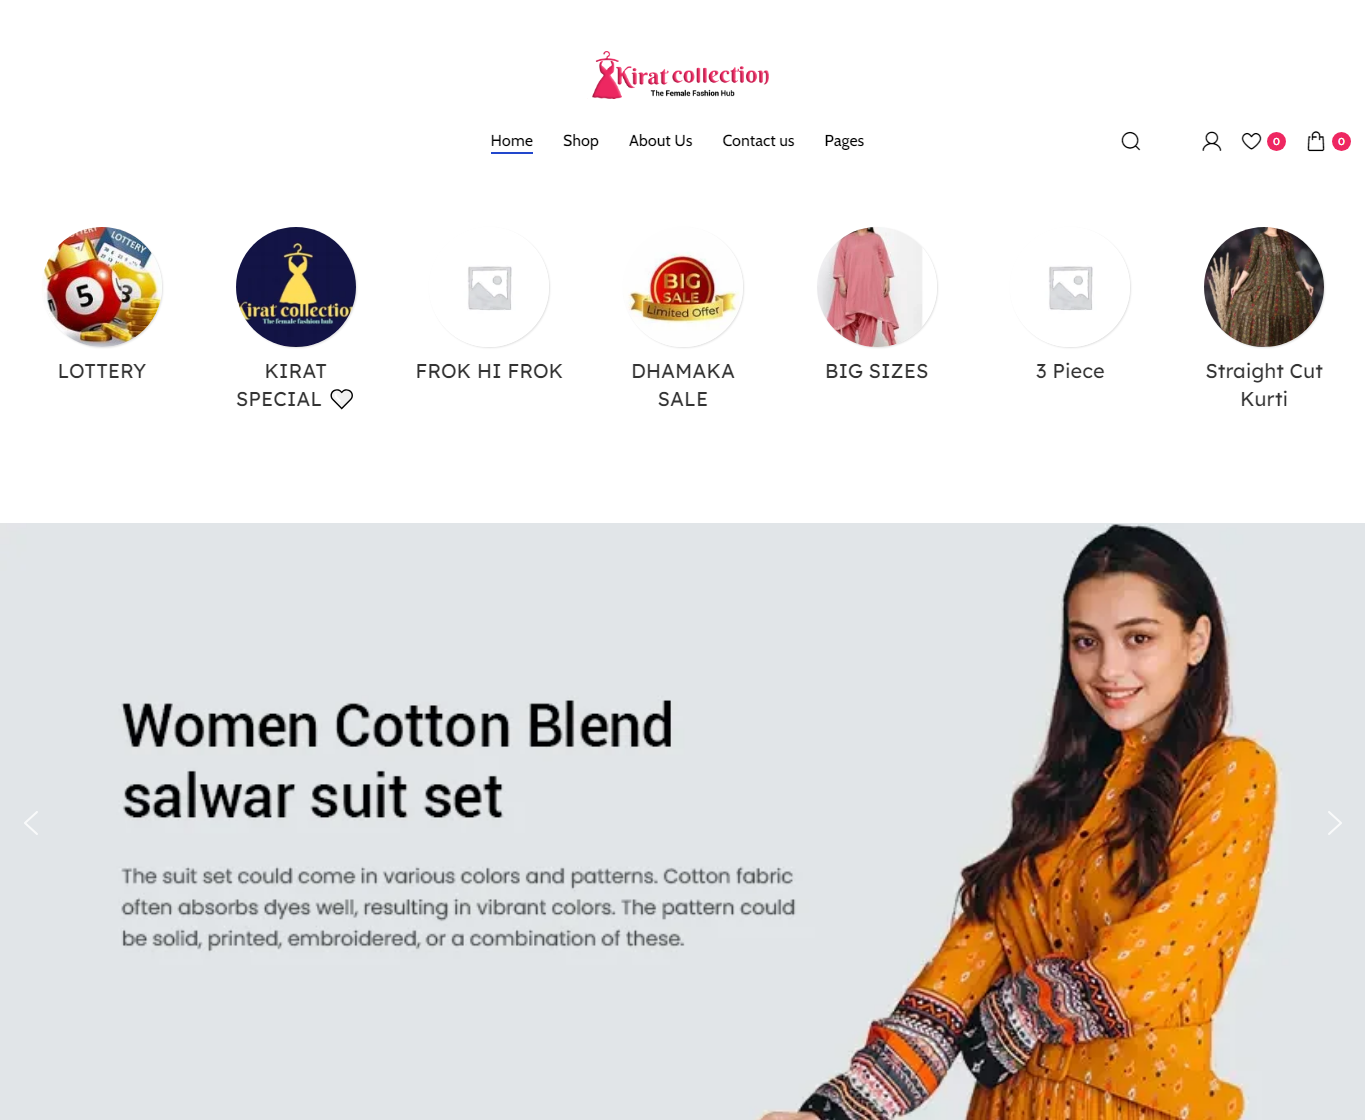 Kirat collection
The Female Fashion Hub
Home Shop About Us Contact us Pages
0 0
LOTTERY
5 3
Kirat collection
The female fashion hub
BIG
SALE
Limited Offer
LOTTERY
KIRAT
SPECIAL
FROK HI FROK
DHAMAKA
SALE
BIG SIZES
3 Piece
Straight Cut
Kurti
Women Cotton Blend
salwar suit set
The suit set could come in various colors and patterns. Cotton fabric
often absorbs dyes well, resulting in vibrant colors. The pattern could
be solid, printed, embroidered, or a combination of these.